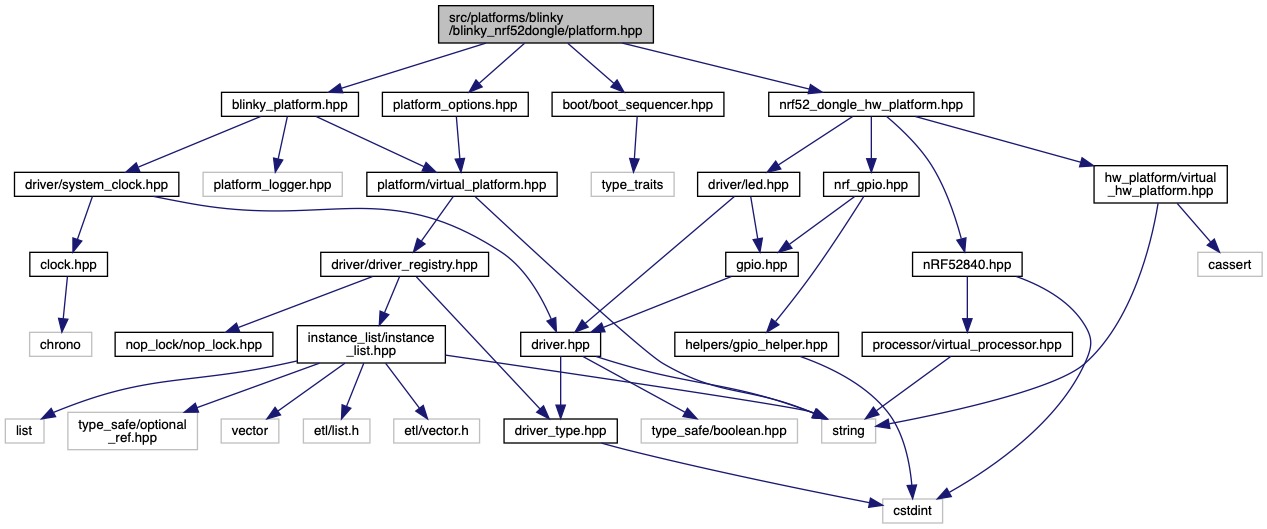 src/platforms/blinky
/blinky_nrf52dongle/platform.hpp
blinky_platform.hpp
platform_options.hpp
boot/boot_sequencer.hpp
nrf52_dongle_hw_platform.hpp
driver/system_clock.hpp
platform_logger.hpp
platform/virtual_platform.hpp
type_traits
driver/led.hpp
nrf_gpio.hpp
hw_platform/virtual
_hw_platform.hpp
clock.hpp
driver/driver_registry.hpp
gpio.hpp
nRF52840.hpp
cassert
chrono
nop_lock/nop_lock.hpp
instance_list/instance
_list.hpp
driver.hpp
helpers/gpio_helper.hpp
processor/virtual_processor.hpp
list
type_safe/optional
_ref.hpp
vector
etl/list.h
etl/vector.h
driver_type.hpp
type_safe/boolean.hpp
string
cstdint